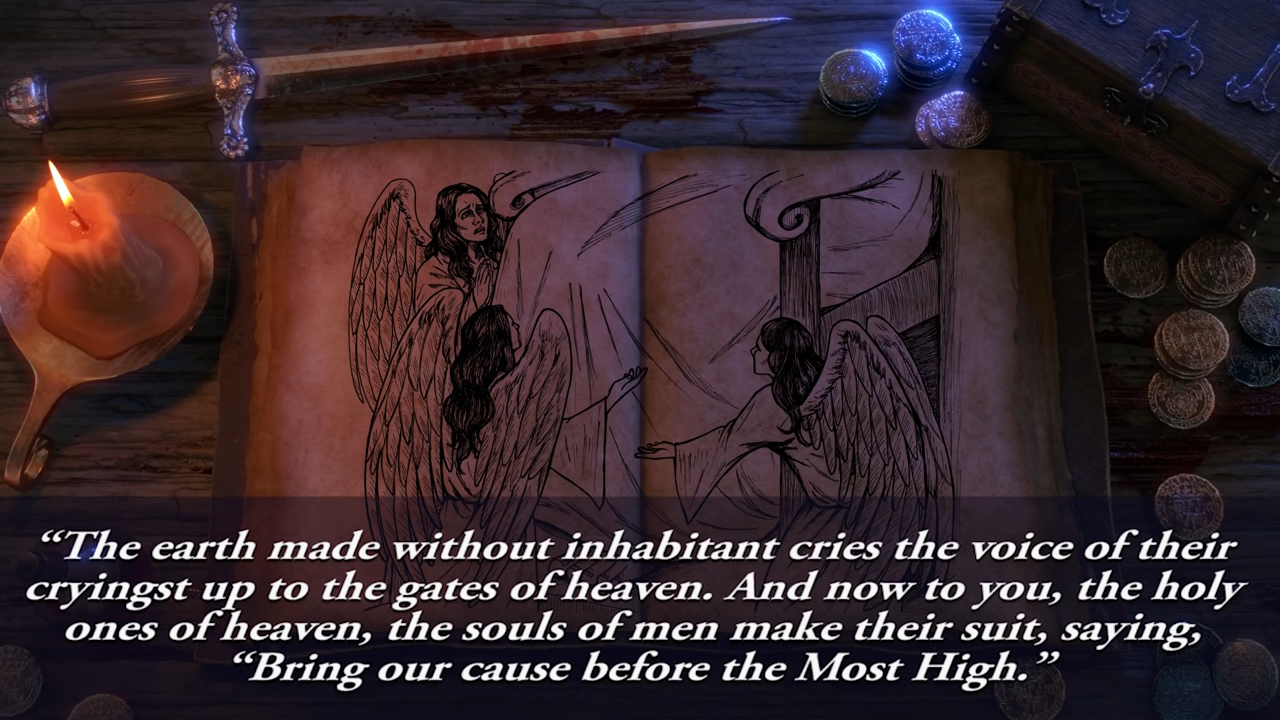 “The earth made without inhabitant cries the voice of their
cryingst up to the gates of heaven. And now to you, the holy
ones of heaven, the souls of men make their suit, saying,
“Bring our cause before the Most High.”